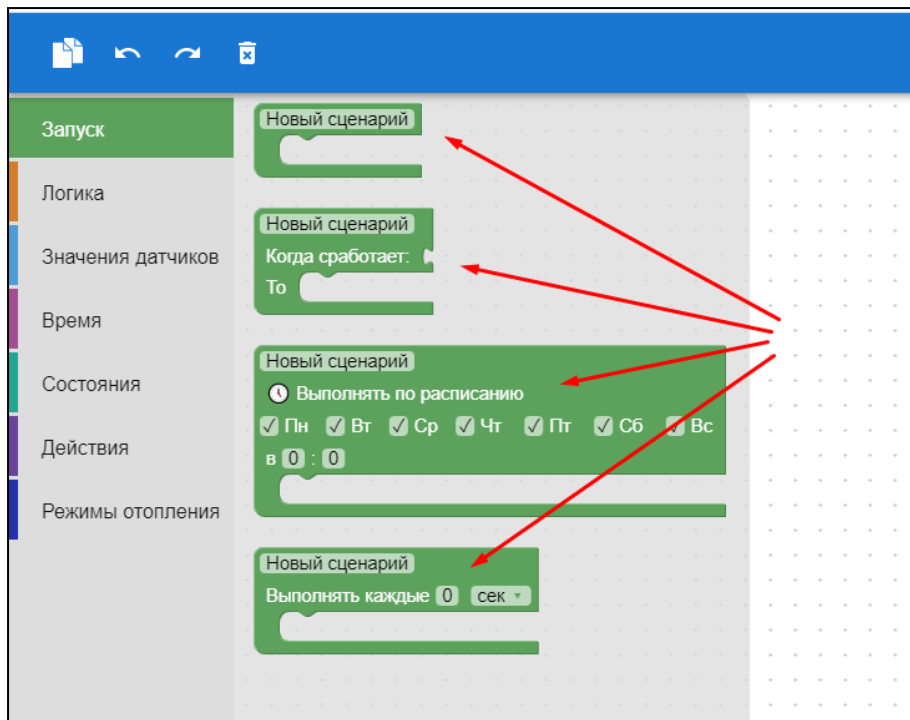 Запуск
Логика
Значения датчиков
Время
Состояния
Действия
Режимы отопления
Новый сценарий
Новый сценарий
Когда сработает:
То
Новый сценарий
Выполнять по расписанию
Пн Вт Ср Чт Пт Сб Вс
в 0 : 0
Новый сценарий
Выполнять каждые 0 сек